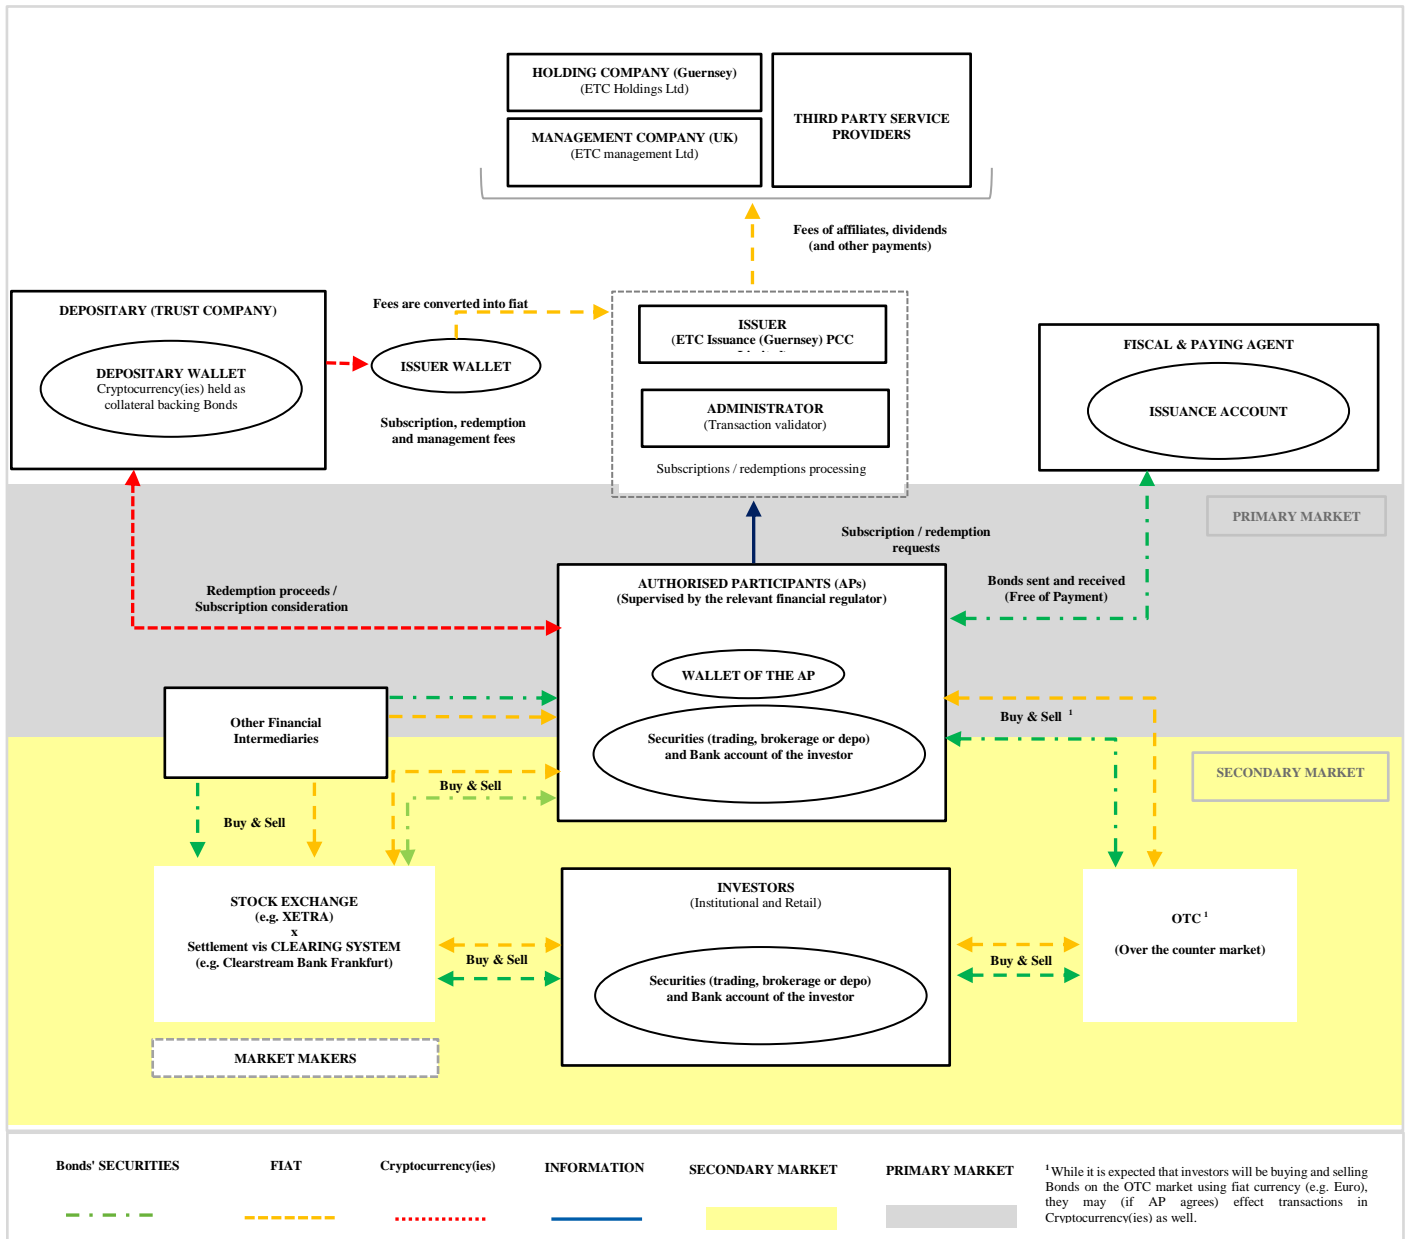 HOLDING COMPANY (Guernsey)
(ETC Holdings Ltd)
MANAGEMENT COMPANY (UK)
(ETC management Ltd)
THIRD PARTY SERVICE
PROVIDERS
Fees of affiliates, dividends
(and other payments)
DEPOSITARY (TRUST COMPANY)
DEPOSITARY WALLET
Cryptocurrency(ies) held as
collateral backing Bonds
Fees are converted into fiat
ISSUER WALLET
Subscription, redemption
and management fees
ISSUER
(ETC Issuance (Guernsey) PCC
ADMINISTRATOR
(Transaction validator)
Subscriptions / redemptions processing
FISCAL & PAYING AGENT
ISSUANCE ACCOUNT
PRIMARY MARKET
Subscription / redemption
requests
Redemption proceeds /
Subscription consideration
AUTHORISED PARTICIPANTS (APs)
(Supervised by the relevant financial regulator)
Bonds sent and received
(Free of Payment)
WALLET OF THE AP
Securities (trading, brokerage or depo)
and Bank account of the investor
Other Financial
Intermediaries
Buy & Sell 1
SECONDARY MARKET
Buy & Sell
Buy & Sell
STOCK EXCHANGE
(e.g. XETRA)
x
Settlement vis CLEARING SYSTEM
(e.g. Clearstream Bank Frankfurt)
Buy & Sell
INVESTORS
(Institutional and Retail)
Securities (trading, brokerage or depo)
and Bank account of the investor
Buy & Sell
OTC 1
(Over the counter market)
MARKET MAKERS
Bonds' SECURITIES
FIAT
Cryptocurrency(ies)
INFORMATION
SECONDARY MARKET
PRIMARY MARKET
1 While it is expected that investors will be buying and selling
Bonds on the OTC market using fiat currency (e.g. Euro),
they may (if AP agrees) effect transactions in
Cryptocurrency(ies) as well.